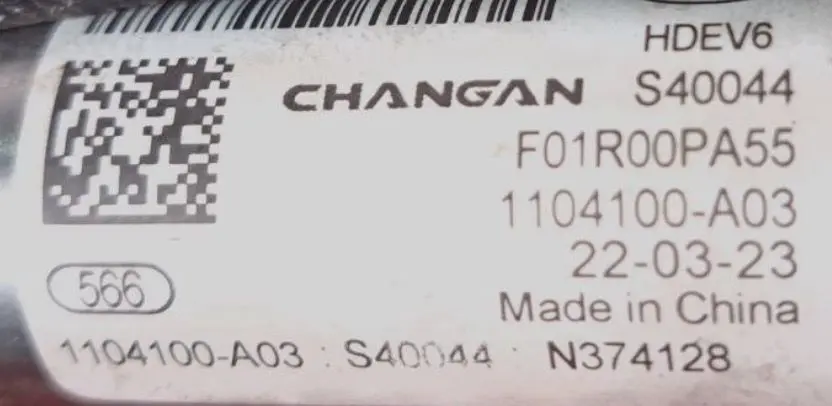 HDEV6
CHANGAN S40044
F01R00PA55
1104100-A03
22-03-23
566
Made in China
1104100-A03 : S40044 N374128